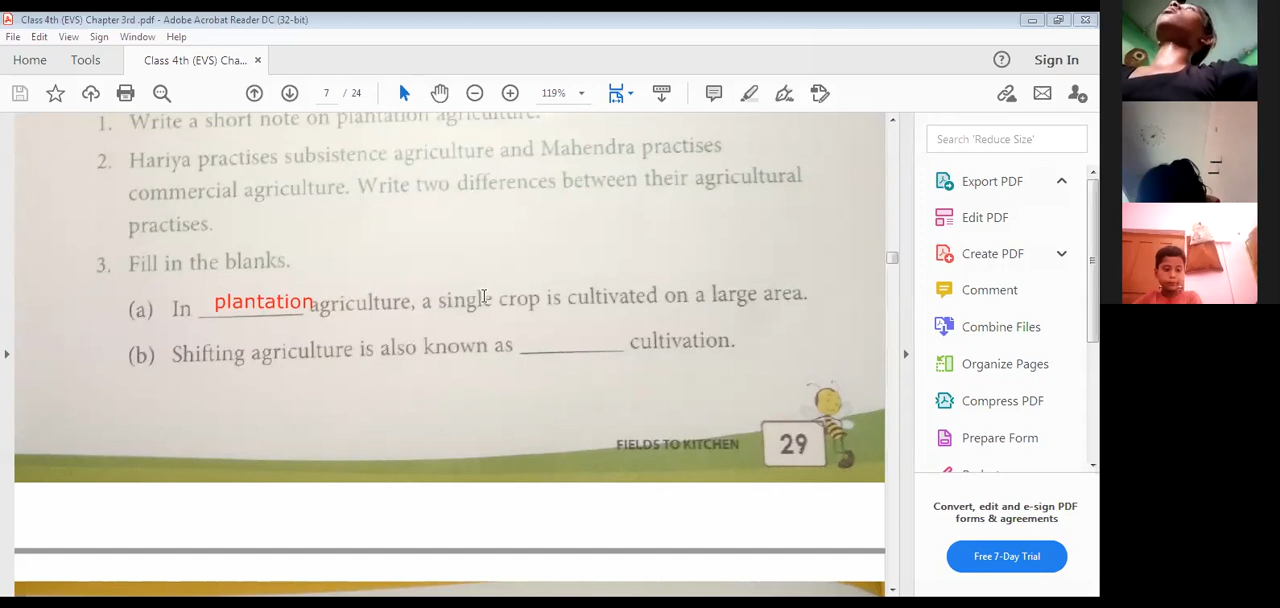 Class 4th (EVS) Chapter 3rd .pdf - Adobe Acrobat Reader DC (32-bit)
File Edit View Sign Window Help
Home Tools Class 4th (EVS) Cha... × Sign In
7 / 24 119%
1. Write a short note on plantation agriculture.
2. Hariya practises subsistence agriculture and Mahendra practises
commercial agriculture. Write two differences between their agricultural
practises.
3. Fill in the blanks.
(a) In plantation agriculture, a single crop is cultivated on a large area.
(b) Shifting agriculture is also known as __________ cultivation.
FIELDS TO KITCHEN 29
Search 'Reduce Size'
Export PDF
Edit PDF
Create PDF
Comment
Combine Files
Organize Pages
Compress PDF
Prepare Form
Convert, edit and e-sign PDF
forms & agreements
Free 7-Day Trial